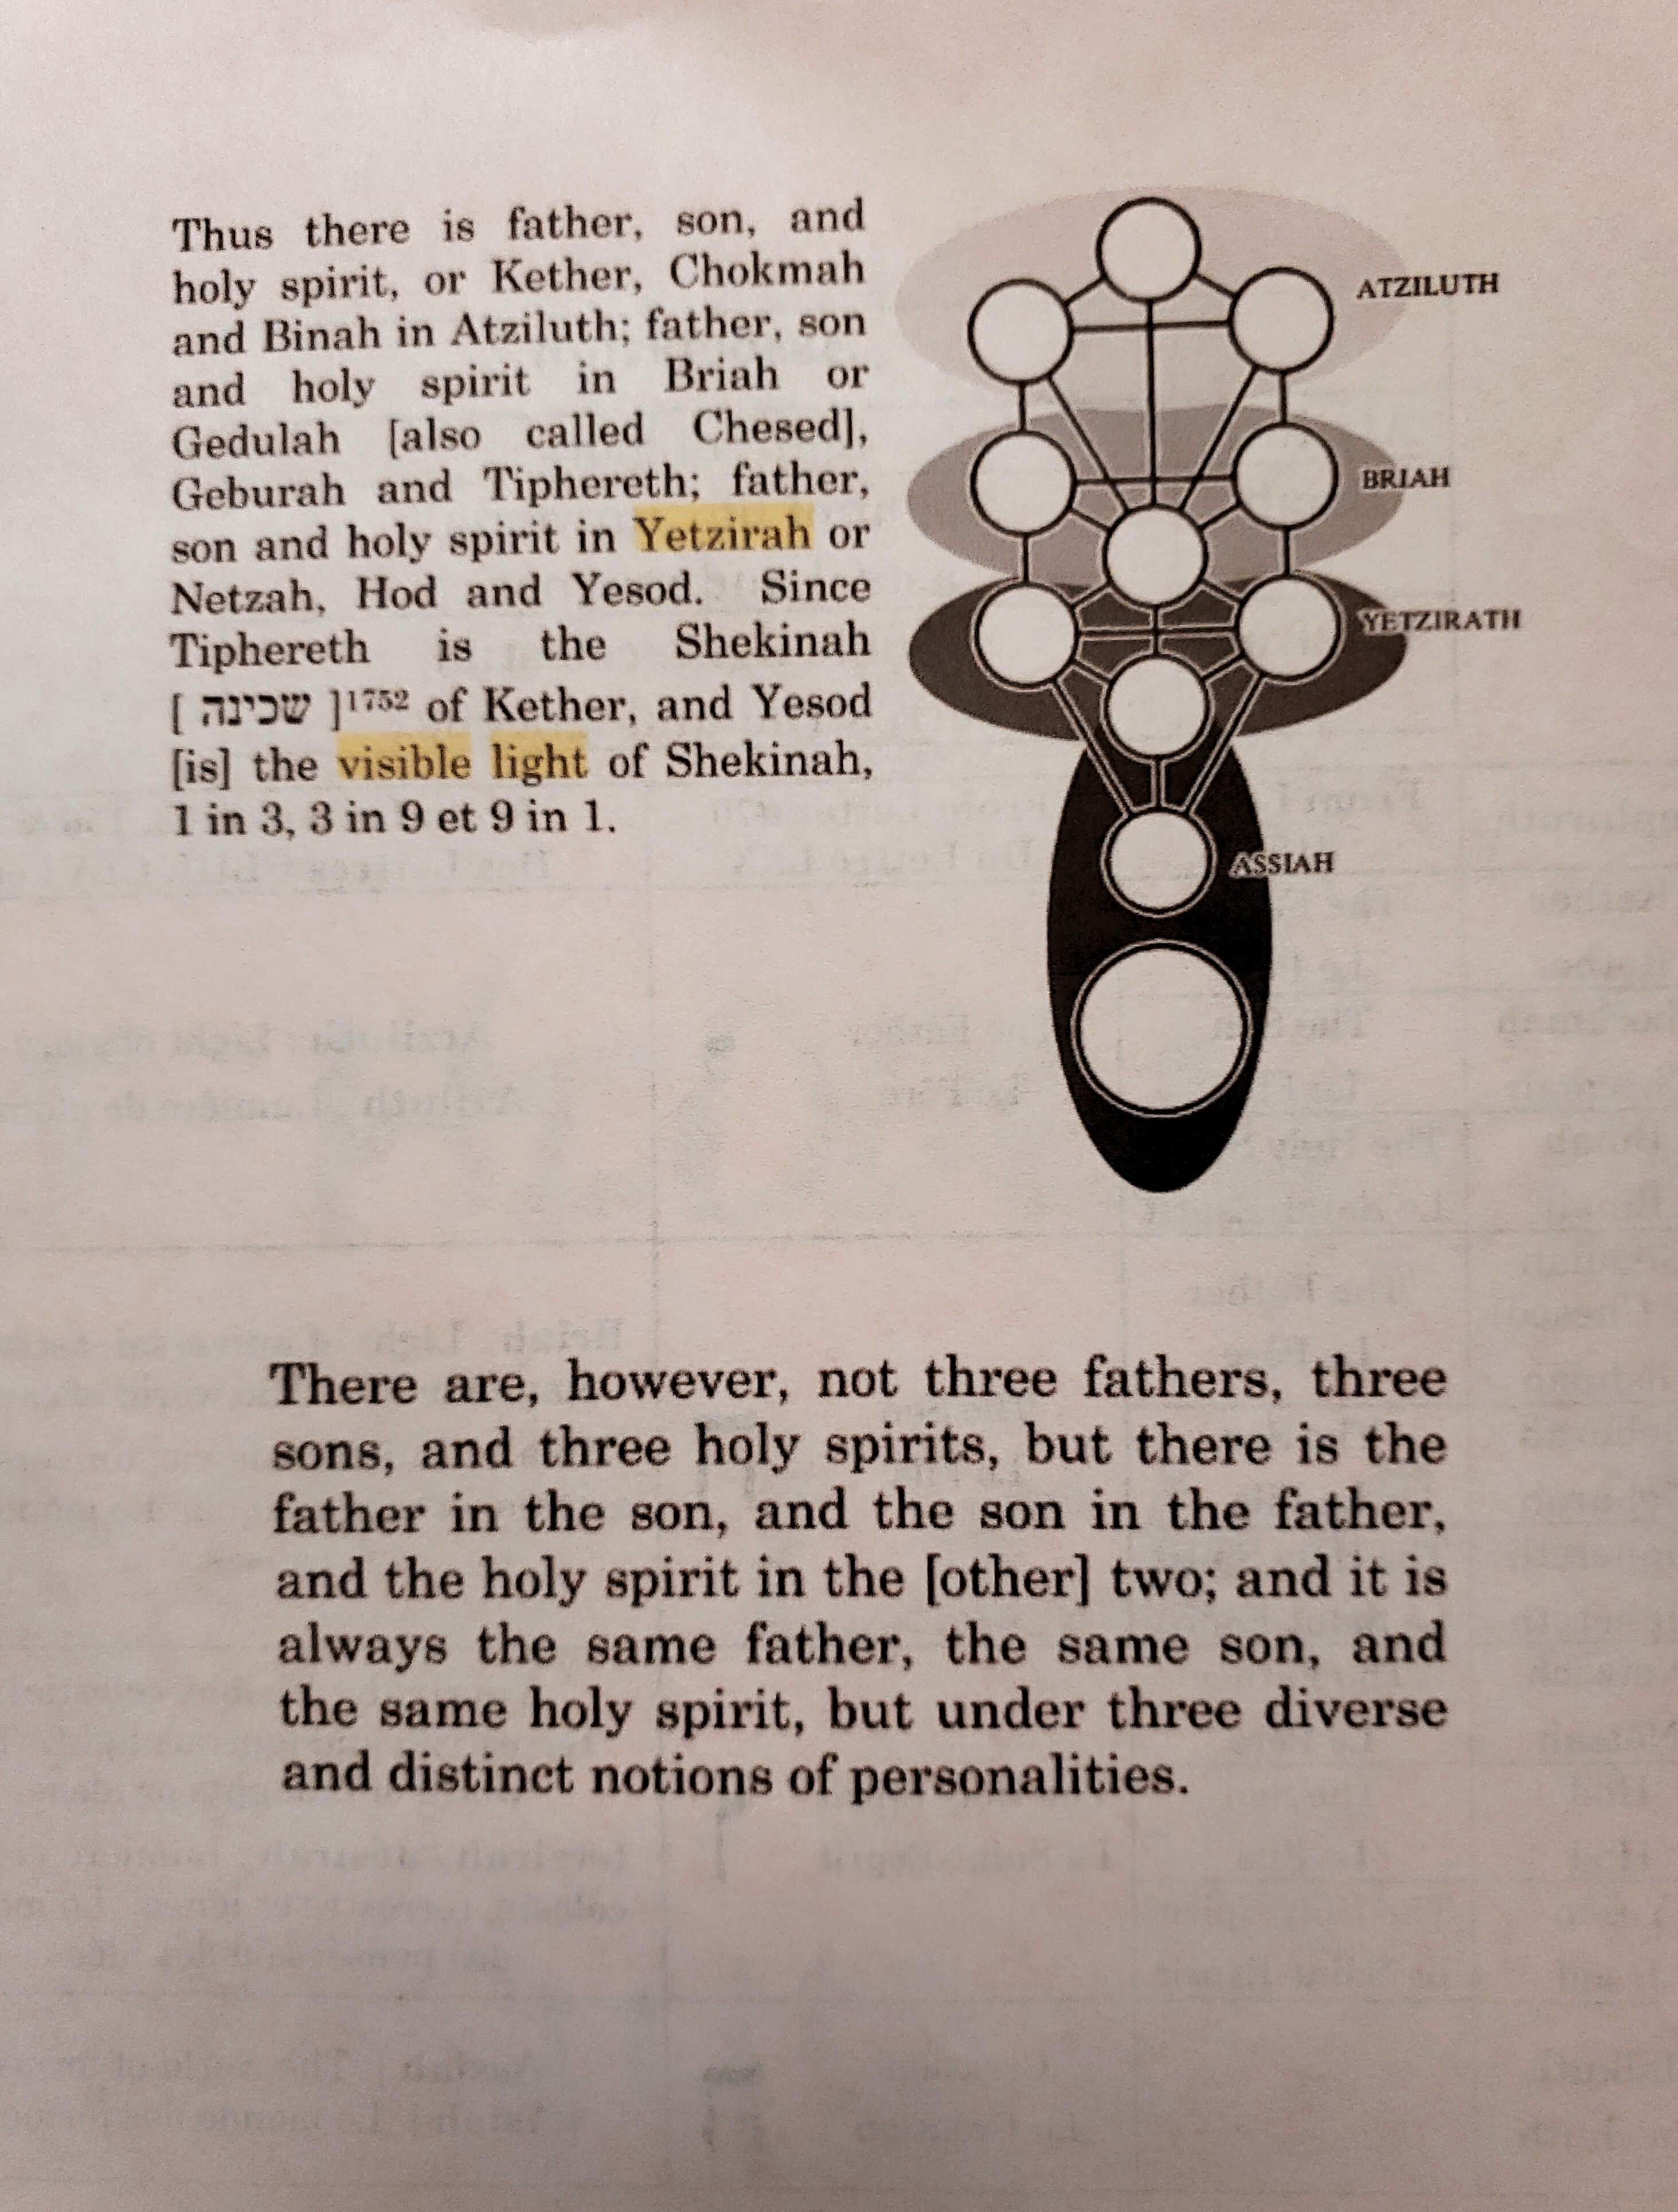 Thus there is father, son, and
holy spirit, or Kether, Chokmah
and Binah in Atziluth; father, son
and holy spirit in Briah or
Gedulah [also called Chesed],
Geburah and Tiphereth; father,
son and holy spirit in Yetzirah or
Netzah, Hod and Yesod. Since
Tiphereth is the Shekinah
[ שכינה ]1752 of Kether, and Yesod
[is] the visible light of Shekinah,
1 in 3, 3 in 9 et 9 in 1.
ATZILUTH
BRIAH
YETZIRATH
ASSIAH
There are, however, not three fathers, three
sons, and three holy spirits, but there is the
father in the son, and the son in the father,
and the holy spirit in the [other] two; and it is
always the same father, the same son, and
the same holy spirit, but under three diverse
and distinct notions of personalities.